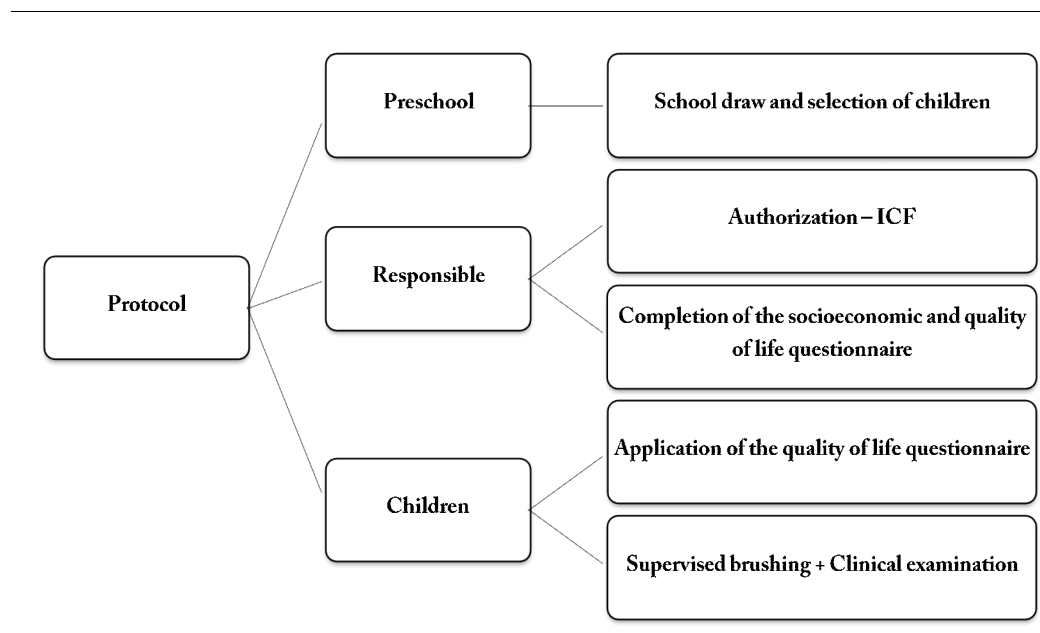 Protocol
Preschool
School draw and selection of children
Responsible
Authorization – ICF
Completion of the socioeconomic and quality
of life questionnaire
Children
Application of the quality of life questionnaire
Supervised brushing + Clinical examination